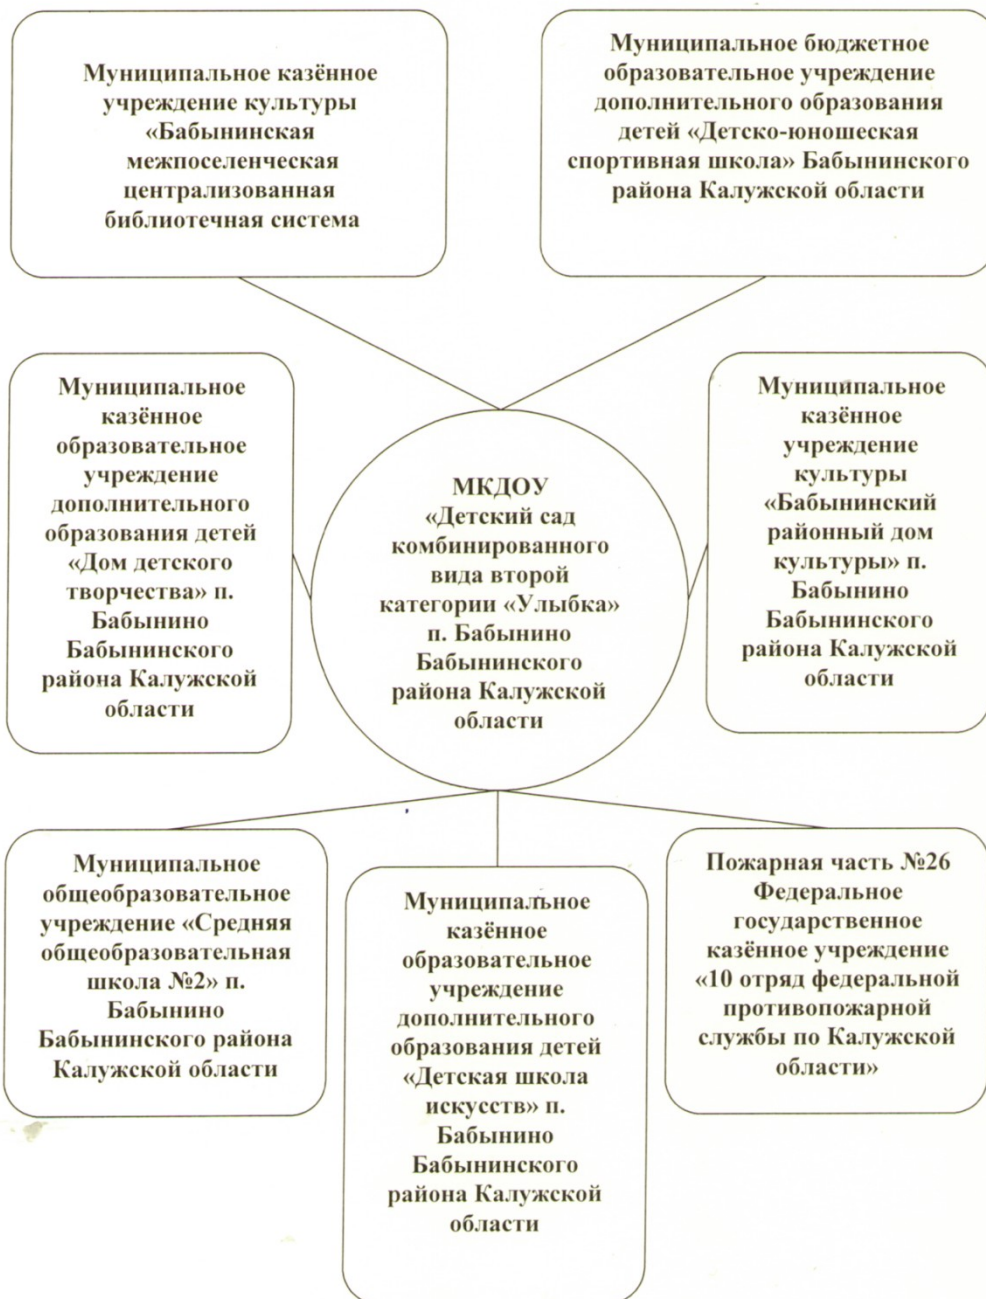 Муниципальное казённое
учреждение культуры
«Бабынинская
межпоселенческая
централизованная
библиотечная система
Муниципальное бюджетное
образовательное учреждение
дополнительного образования
детей «Детско-юношеская
спортивная школа» Бабынинского
района Калужской области
Муниципальное
казённое
образовательное
учреждение
дополнительного
образования детей
«Дом детского
творчества» п.
Бабынино
Бабынинского
района Калужской
области
МКДОУ
«Детский сад
комбинированного
вида второй
категории «Улыбка»
п. Бабынино
Бабынинского
района Калужской
области
Муниципальное
казённое
учреждение
культуры
«Бабынинский
районный дом
культуры» п.
Бабынино
Бабынинского
района Калужской
области
Муниципальное
общеобразовательное
учреждение «Средняя
общеобразовательная
школа №2» п.
Бабынино
Бабынинского района
Калужской области
Муниципальное
казённое
образовательное
учреждение
дополнительного
образования детей
«Детская школа
искусств» п.
Бабынино
Бабынинского
района Калужской
области
Пожарная часть №26
Федеральное
государственное
казённое учреждение
«10 отряд федеральной
противопожарной
службы по Калужской
области»